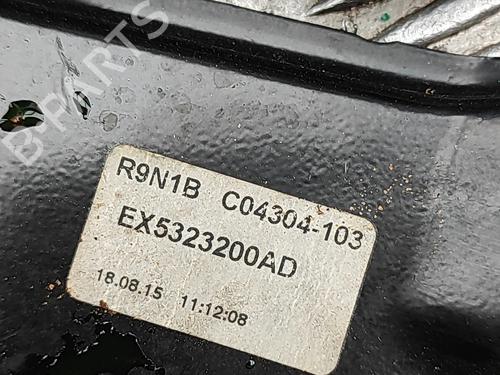 B-PARTS
R9N1B C04304-103
EX5323200AD
18.08.15 11:12:08